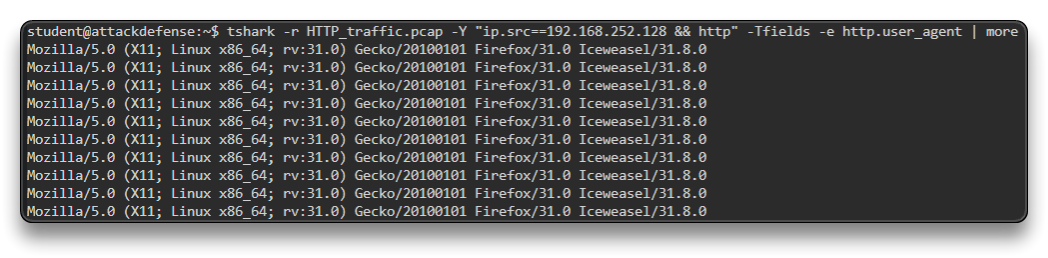 student@attackdefense:~$ tshark -r HTTP_traffic.pcap -Y "ip.src==192.168.252.128 && http" -Tfields -e http.user_agent | more
Mozilla/5.0 (X11; Linux x86_64; rv:31.0) Gecko/20100101 Firefox/31.0 Iceweasel/31.8.0
Mozilla/5.0 (X11; Linux x86_64; rv:31.0) Gecko/20100101 Firefox/31.0 Iceweasel/31.8.0
Mozilla/5.0 (X11; Linux x86_64; rv:31.0) Gecko/20100101 Firefox/31.0 Iceweasel/31.8.0
Mozilla/5.0 (X11; Linux x86_64; rv:31.0) Gecko/20100101 Firefox/31.0 Iceweasel/31.8.0
Mozilla/5.0 (X11; Linux x86_64; rv:31.0) Gecko/20100101 Firefox/31.0 Iceweasel/31.8.0
Mozilla/5.0 (X11; Linux x86_64; rv:31.0) Gecko/20100101 Firefox/31.0 Iceweasel/31.8.0
Mozilla/5.0 (X11; Linux x86_64; rv:31.0) Gecko/20100101 Firefox/31.0 Iceweasel/31.8.0
Mozilla/5.0 (X11; Linux x86_64; rv:31.0) Gecko/20100101 Firefox/31.0 Iceweasel/31.8.0
Mozilla/5.0 (X11; Linux x86_64; rv:31.0) Gecko/20100101 Firefox/31.0 Iceweasel/31.8.0
Mozilla/5.0 (X11; Linux x86_64; rv:31.0) Gecko/20100101 Firefox/31.0 Iceweasel/31.8.0